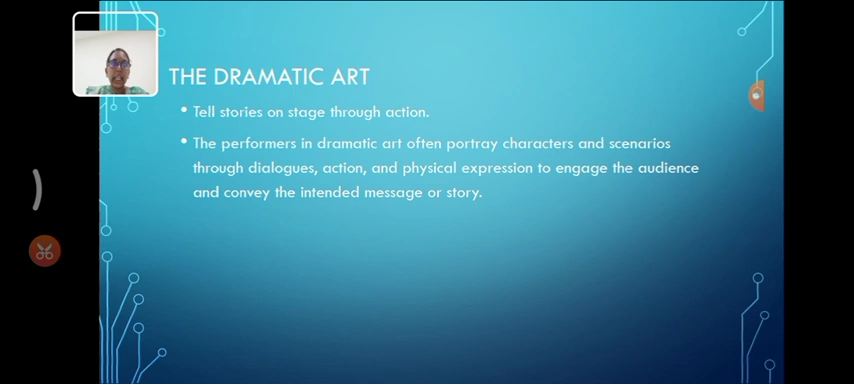 THE DRAMATIC ART
• Tell stories on stage through action.
• The performers in dramatic art often portray characters and scenarios
through dialogues, action, and physical expression to engage the audience
and convey the intended message or story.